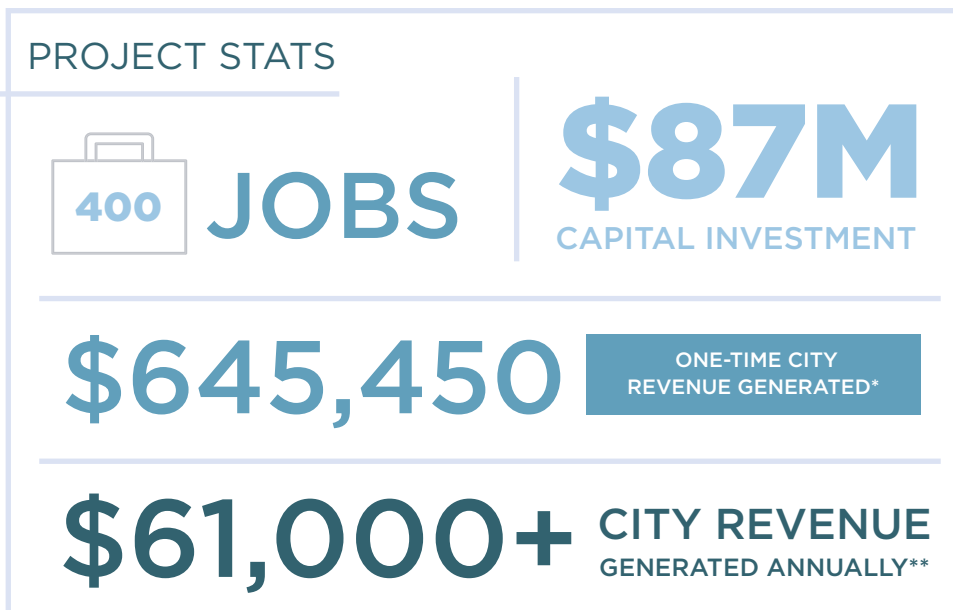 PROJECT STATS
400
JOBS
$87M
CAPITAL INVESTMENT
$645,450
ONE-TIME CITY
REVENUE GENERATED*
$61,000+
CITY REVENUE
GENERATED ANNUALLY**